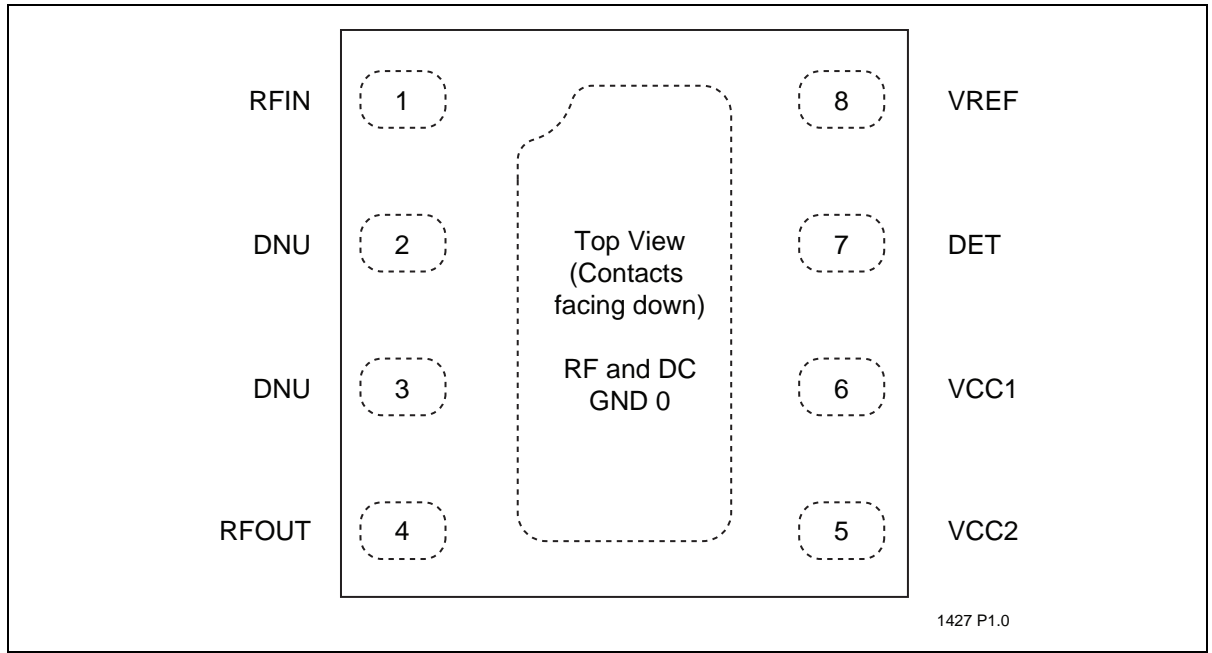 RFIN 1 8 VREF
DNU 2 7 DET
Top View
(Contacts
facing down)
DNU 3 6 VCC1
RF and DC
GND 0
RFOUT 4 5 VCC2
1427 P1.0